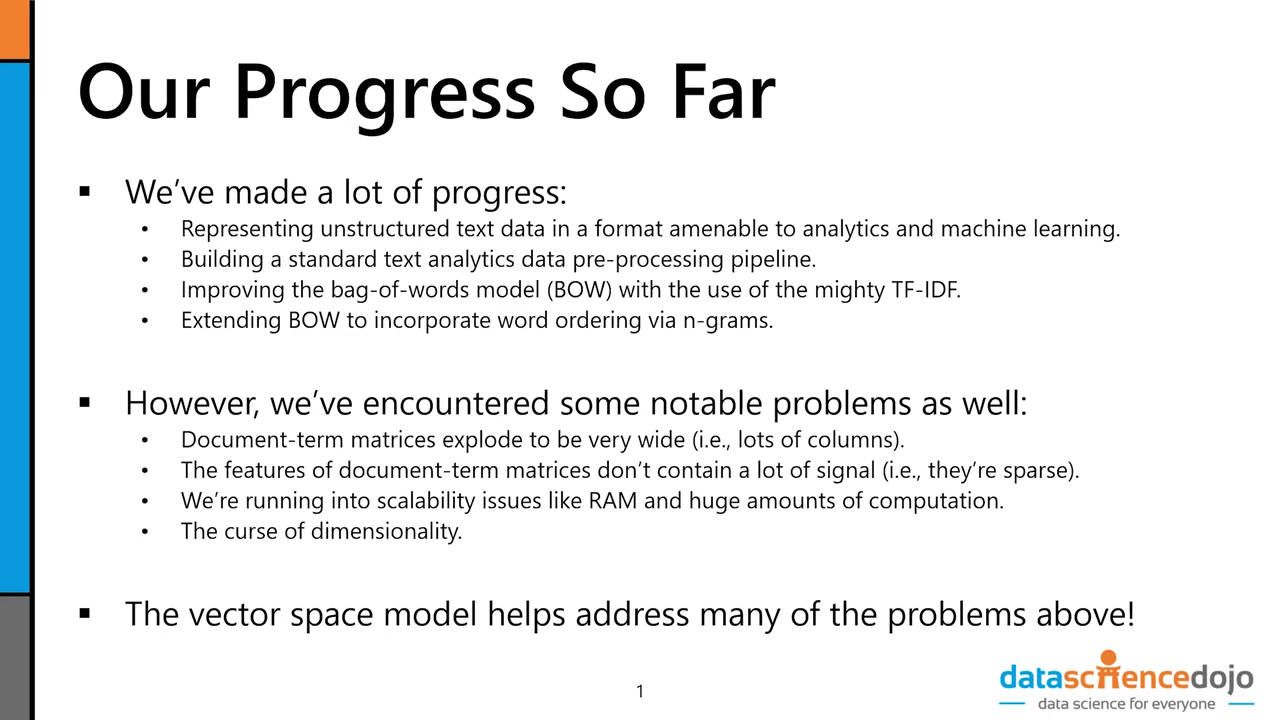 Our Progress So Far
▪ We’ve made a lot of progress:
• Representing unstructured text data in a format amenable to analytics and machine learning.
• Building a standard text analytics data pre-processing pipeline.
• Improving the bag-of-words model (BOW) with the use of the mighty TF-IDF.
• Extending BOW to incorporate word ordering via n-grams.
▪ However, we’ve encountered some notable problems as well:
• Document-term matrices explode to be very wide (i.e., lots of columns).
• The features of document-term matrices don’t contain a lot of signal (i.e., they’re sparse).
• We’re running into scalability issues like RAM and huge amounts of computation.
• The curse of dimensionality.
▪ The vector space model helps address many of the problems above!
1
datasciencedojo
data science for everyone